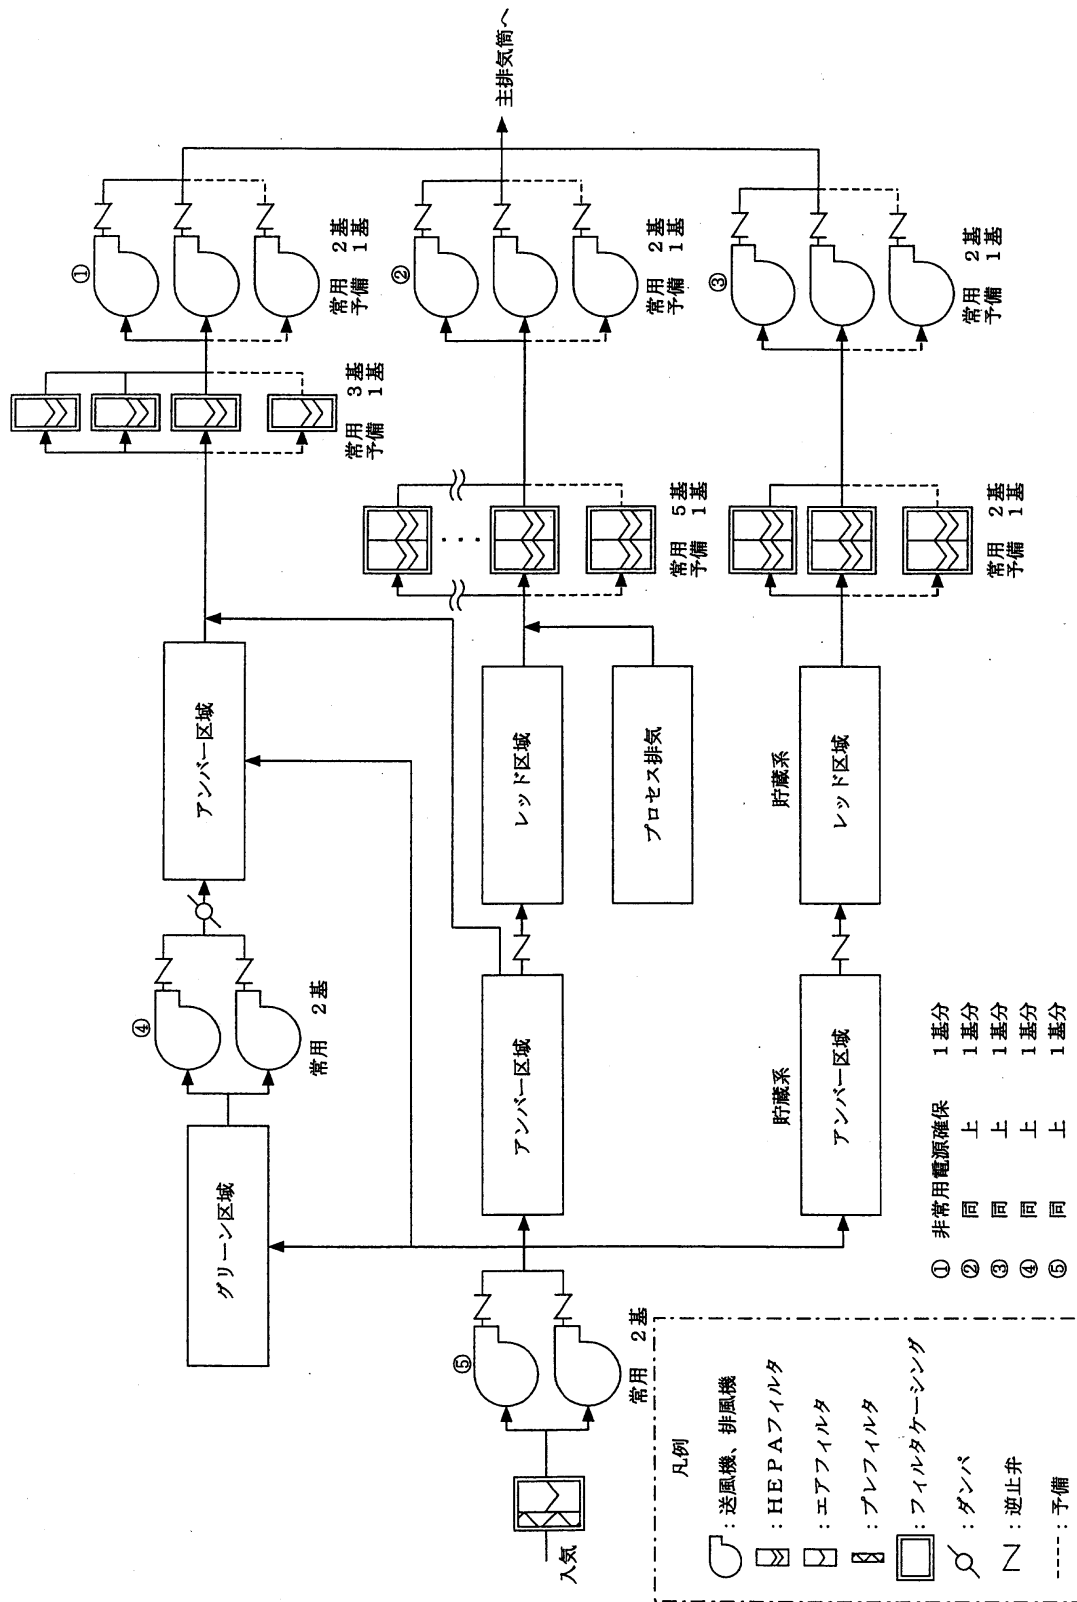 入気
⑤
常用 2基
グリーン区域
④
常用 2基
アンバー区域
アンバー区域
レッド区域
プロセス排気
貯蔵系
アンバー区域
貯蔵系
レッド区域
常用 3基
予備 1基
常用 5基
予備 1基
・・・
常用 2基
予備 1基
①
常用 2基
予備 1基
②
常用 2基
予備 1基
③
常用 2基
予備 1基
主排気筒へ
凡例
：送風機、排風機
：HEPAフィルタ
：エアフィルタ
：プレフィルタ
：フィルタケーシング
：ダンパ
：逆止弁
：予備
① 非常用電源確保 1基分
② 同 上 1基分
③ 同 上 1基分
④ 同 上 1基分
⑤ 同 上 1基分